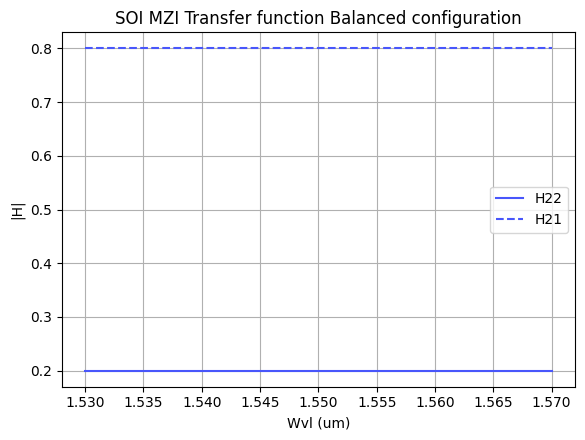 SOI MZI Transfer function Balanced configuration
0.8
0.7
0.6
0.5
0.4
0.3
0.2
|H|
H22
H21
1.530 1.535 1.540 1.545 1.550 1.555 1.560 1.565 1.570
Wvl (um)